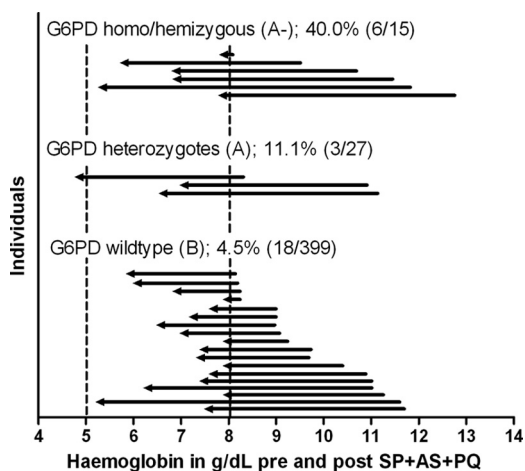 G6PD homo/hemizygous (A-); 40.0% (6/15)
G6PD heterozygotes (A); 11.1% (3/27)
G6PD wildtype (B); 4.5% (18/399)
Individuals
4 5 6 7 8 9 10 11 12 13 14
Haemoglobin in g/dL pre and post SP+AS+PQ